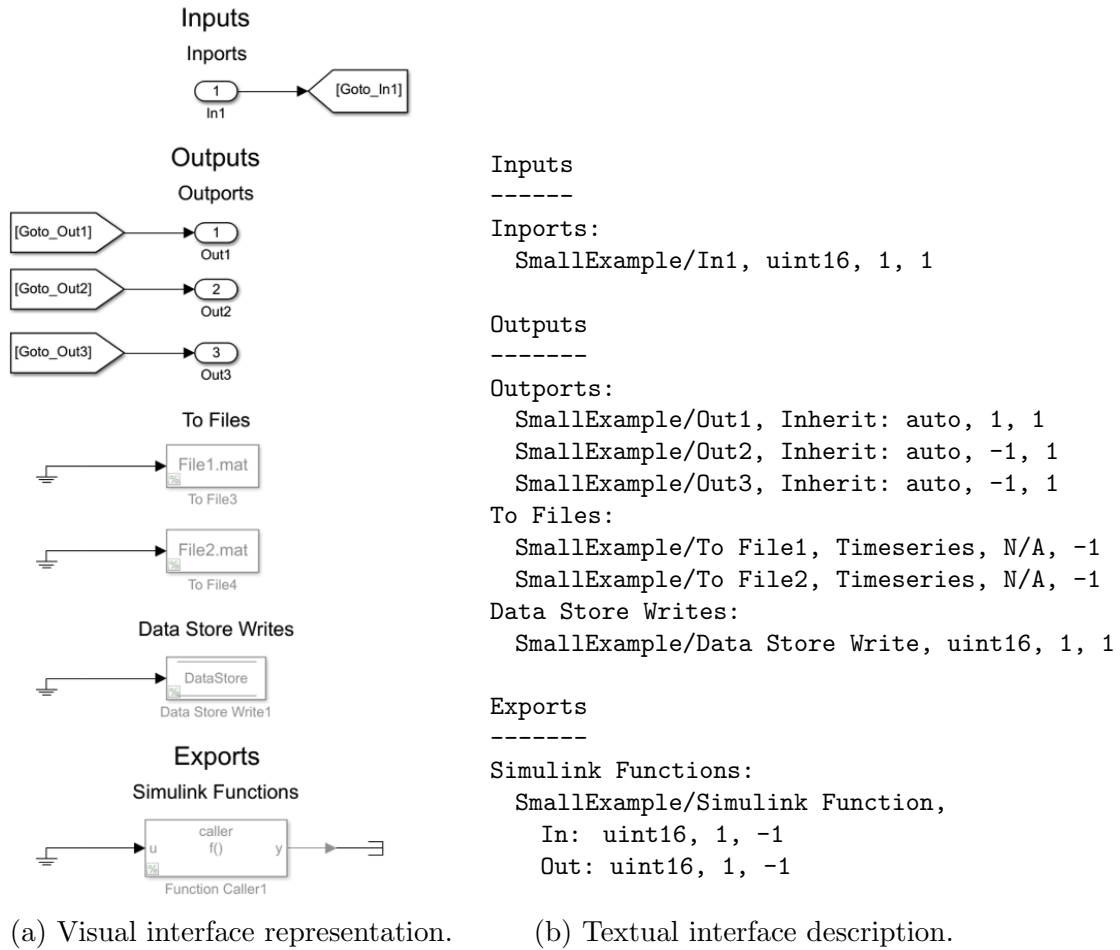 Inputs
Inports
1
[Goto_In1]
In1
Outputs
Outports
[Goto_Out1]
1
Out1
[Goto_Out2]
2
Out2
[Goto_Out3]
3
Out3
To Files
File1.mat
To File3
File2.mat
To File4
Data Store Writes
DataStore
Data Store Write1
Exports
Simulink Functions
caller
u f() y
Function Caller1
(a) Visual interface representation.
Inputs
------
Inports:
SmallExample/In1, uint16, 1, 1
Outputs
-------
Outports:
SmallExample/Out1, Inherit: auto, 1, 1
SmallExample/Out2, Inherit: auto, -1, 1
SmallExample/Out3, Inherit: auto, -1, 1
To Files:
SmallExample/To File1, Timeseries, N/A, -1
SmallExample/To File2, Timeseries, N/A, -1
Data Store Writes:
SmallExample/Data Store Write, uint16, 1, 1
Exports
-------
Simulink Functions:
SmallExample/Simulink Function,
In: uint16, 1, -1
Out: uint16, 1, -1
(b) Textual interface description.